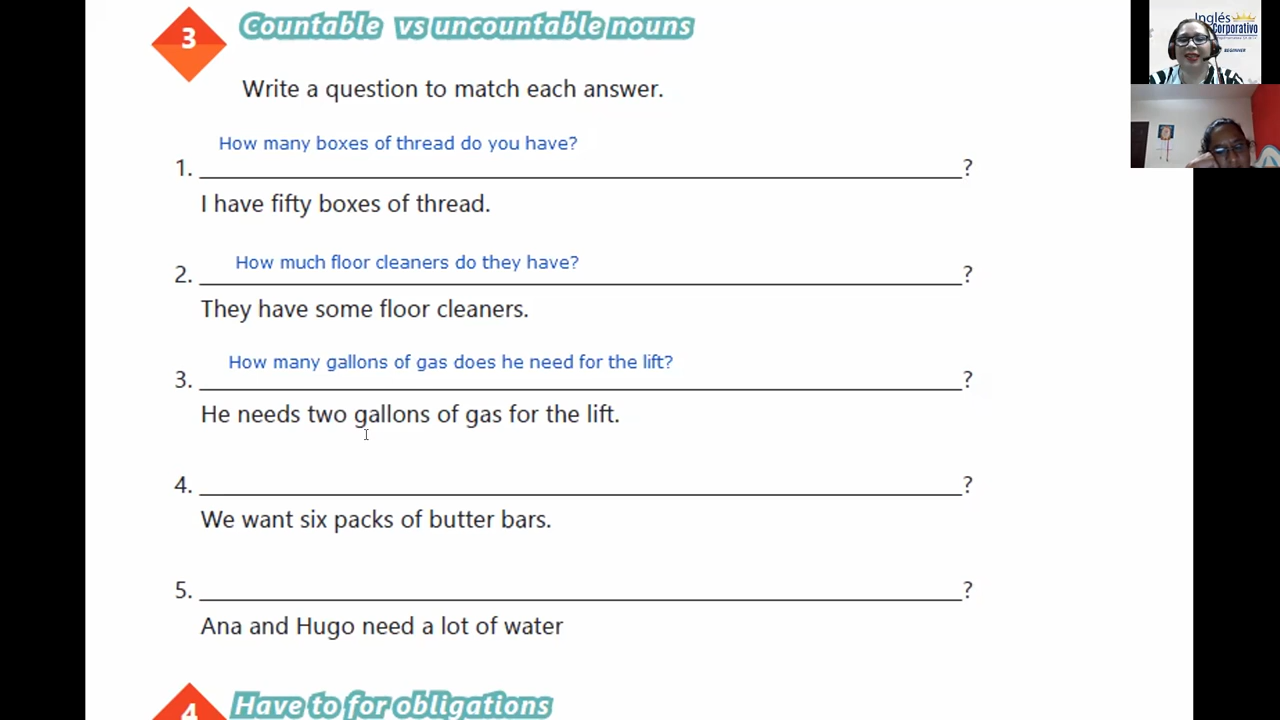 3
Countable vs uncountable nouns
Write a question to match each answer.
How many boxes of thread do you have?
1. ?
I have fifty boxes of thread.
How much floor cleaners do they have?
2. ?
They have some floor cleaners.
How many gallons of gas does he need for the lift?
3. ?
He needs two gallons of gas for the lift.
4. ?
We want six packs of butter bars.
5. ?
Ana and Hugo need a lot of water
4
Have to for obligations
Inglés
Corporativo
BEGINNER